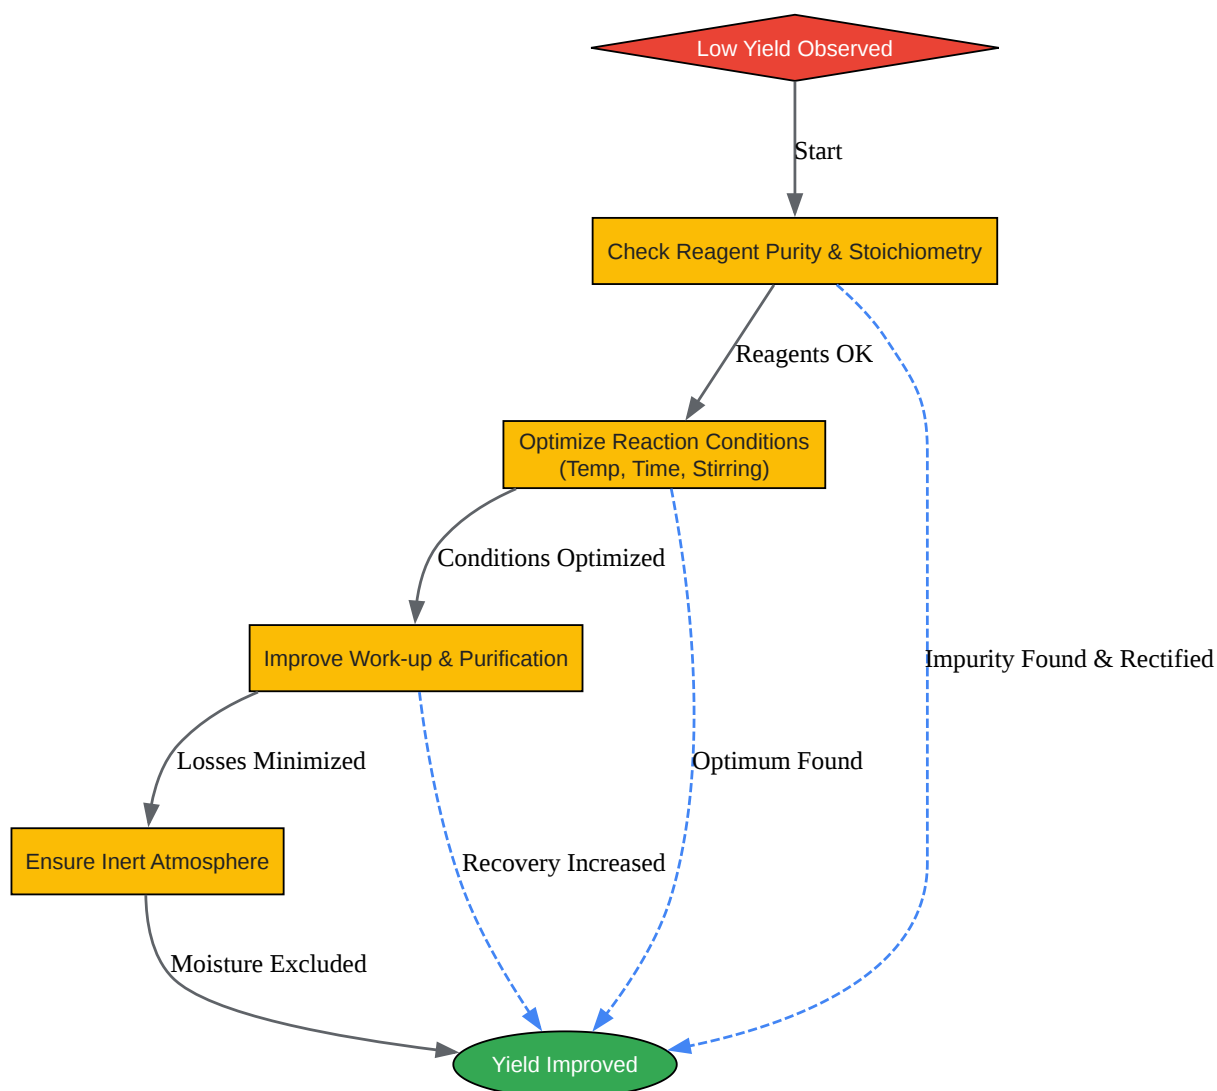 Low Yield Observed
Start
Check Reagent Purity & Stoichiometry
Reagents OK
Optimize Reaction Conditions
(Temp, Time, Stirring)
Conditions Optimized
Improve Work-up & Purification
Impurity Found & Rectified
Losses Minimized
Optimum Found
Ensure Inert Atmosphere
Recovery Increased
Moisture Excluded
Yield Improved